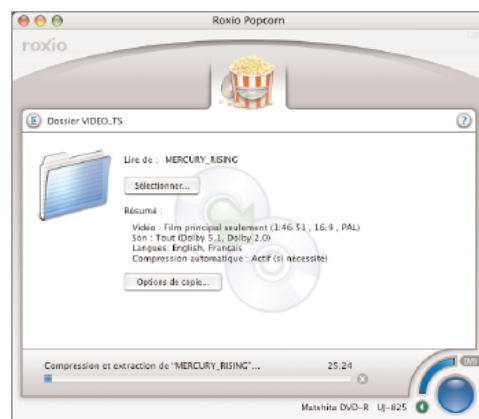 Roxio Popcorn
roxio
Dossier VIDEO_TS
Lire de : MERCURY_RISING
Sélectionner...
Résumé :
Vidéo : Film principal seulement (1:46:51 , 16:9 , PAL)
Son : Tout (Dolby 5.1, Dolby 2.0)
Langues: English, Français
Compression automatique : Actif (si nécessité)
Options de copie...
Compression et extraction de "MERCURY_RISING"... 25:24
DVD
Matshita DVD-R UJ-825